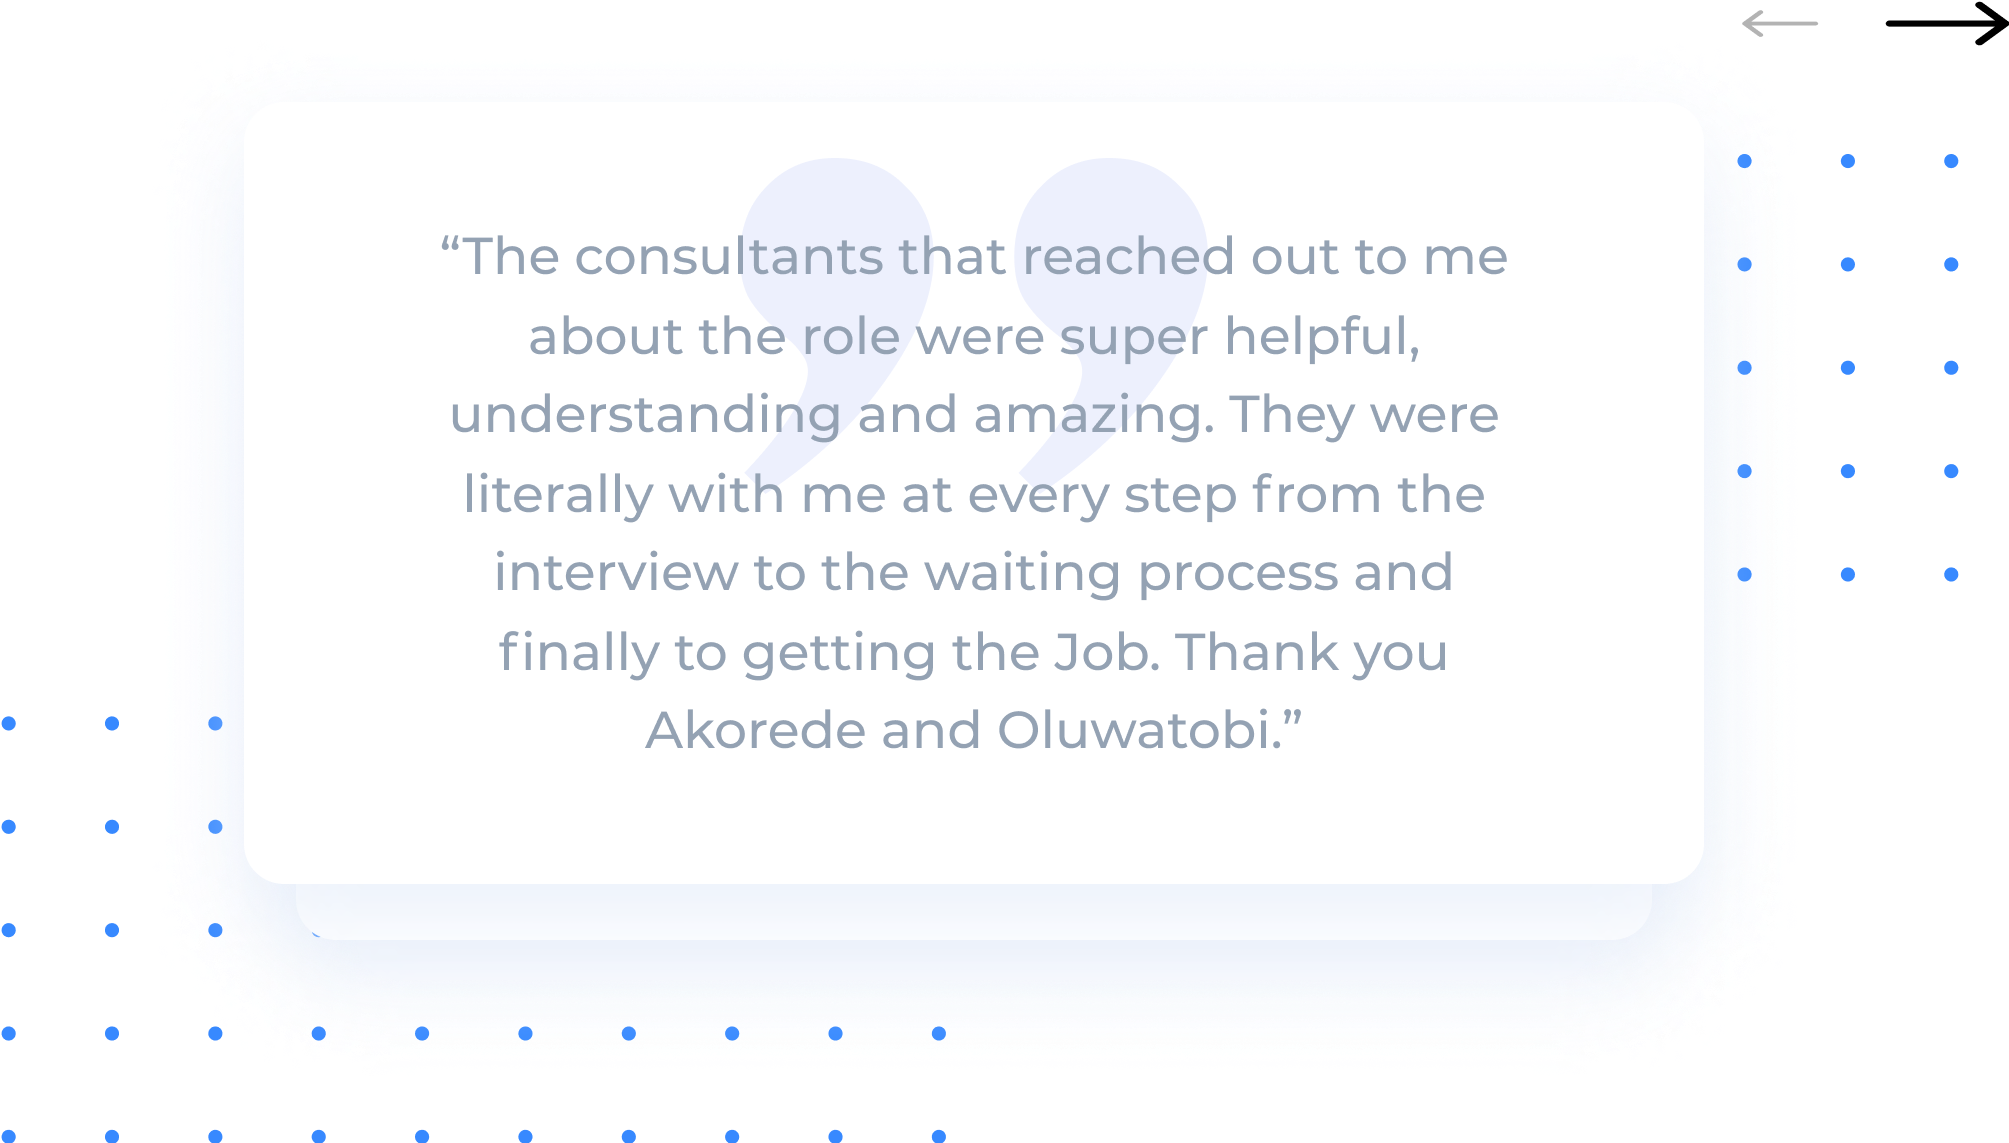 “The consultants that reached out to me
about the role were super helpful,
understanding and amazing. They were
literally with me at every step from the
interview to the waiting process and
finally to getting the Job. Thank you
Akorede and Oluwatobi.”